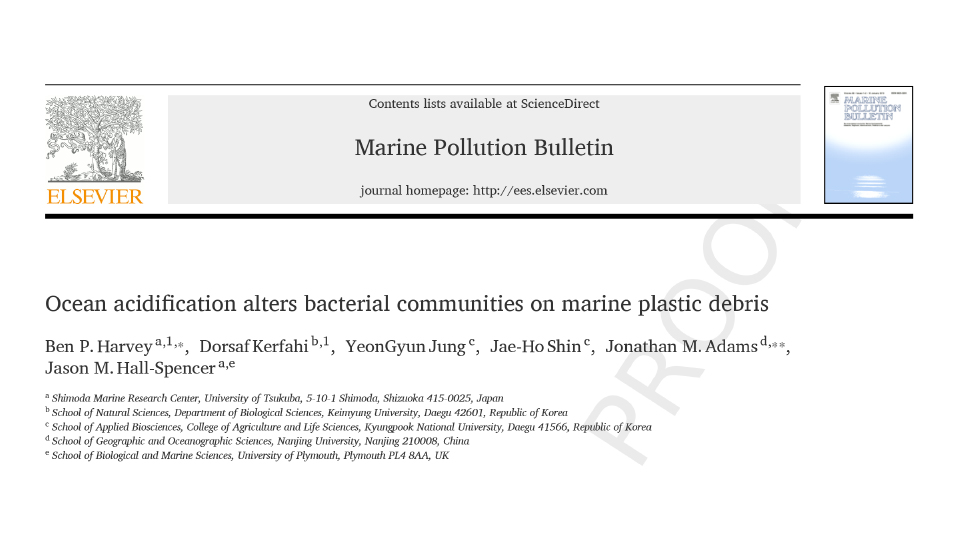 Contents lists available at ScienceDirect
Marine Pollution Bulletin
journal homepage: http://ees.elsevier.com
ELSEVIER
MARINE
POLLUTION
BULLETIN
PROOF
Ocean acidification alters bacterial communities on marine plastic debris
Ben P. Harvey a,1,*, Dorsaf Kerfahi b,1, YeonGyun Jung c, Jae-Ho Shin c, Jonathan M. Adams d,**,
Jason M. Hall-Spencer a,e
a Shimoda Marine Research Center, University of Tsukuba, 5-10-1 Shimoda, Shizuoka 415-0025, Japan
b School of Natural Sciences, Department of Biological Sciences, Keimyung University, Daegu 42601, Republic of Korea
c School of Applied Biosciences, College of Agriculture and Life Sciences, Kyungpook National University, Daegu 41566, Republic of Korea
d School of Geographic and Oceanographic Sciences, Nanjing University, Nanjing 210008, China
e School of Biological and Marine Sciences, University of Plymouth, Plymouth PL4 8AA, UK